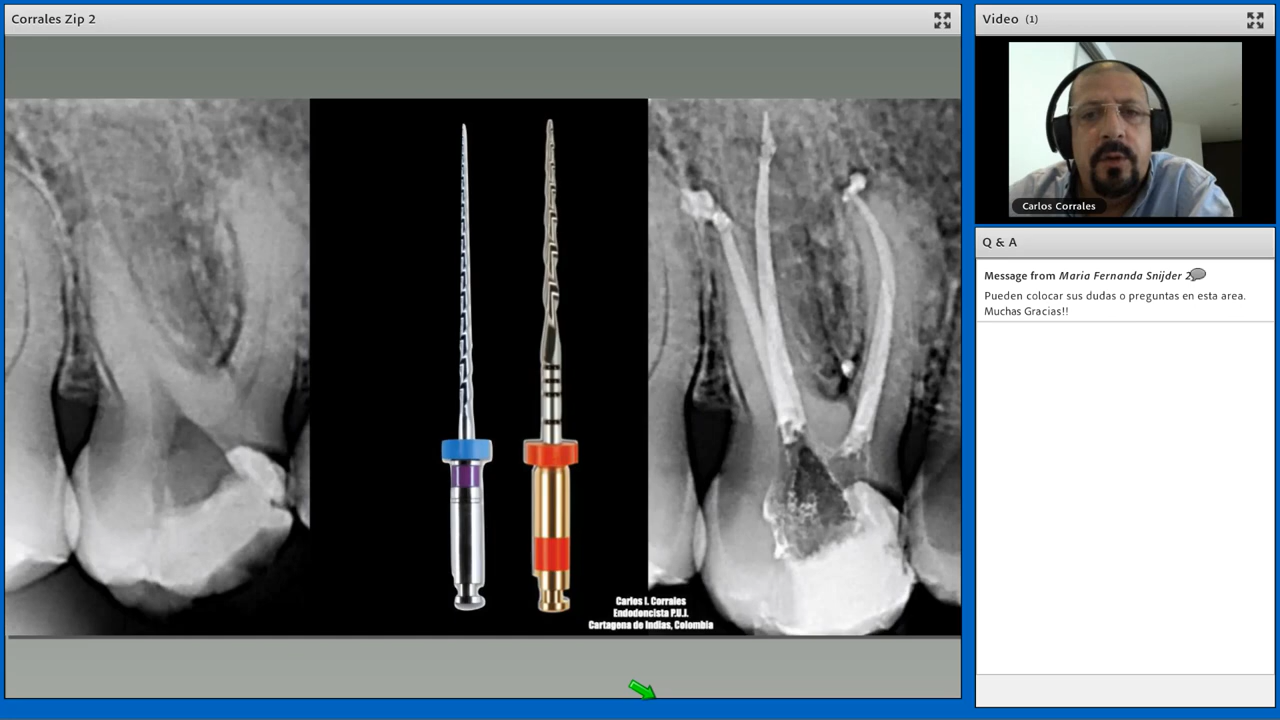 Corrales Zip 2
Carlos I. Corrales
Endodoncista P.U.J.
Cartagena de Indias, Colombia
Video (1)
Carlos Corrales
Q & A
Message from Maria Fernanda Snijder 2
Pueden colocar sus dudas o preguntas en esta area.
Muchas Gracias!!